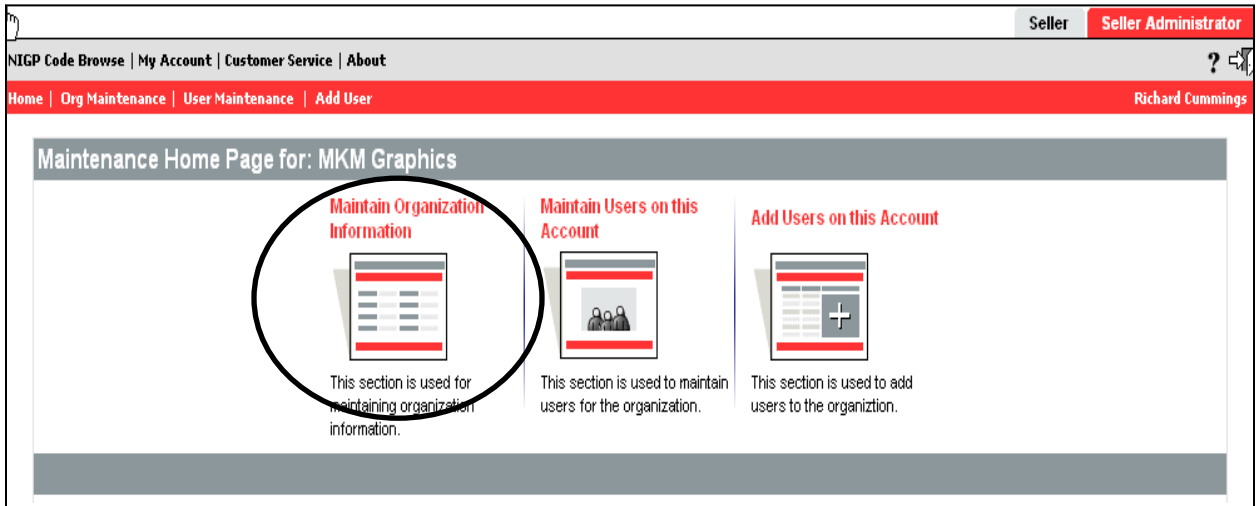 Seller Seller Administrator
NIGP Code Browse | My Account | Customer Service | About ?
Home | Org Maintenance | User Maintenance | Add User Richard Cummings
Maintenance Home Page for: MKM Graphics
Maintain Organization
Information
This section is used for
maintaining organization
information.
Maintain Users on this
Account
This section is used to maintain
users for the organization.
Add Users on this Account
This section is used to add
users to the organiztion.